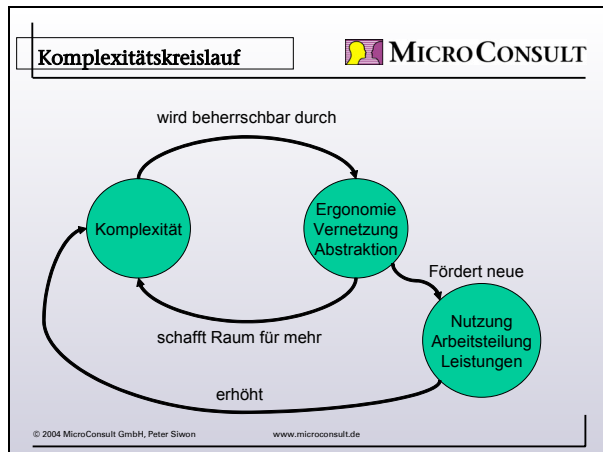 Komplexitätskreislauf
MICROCONSULT
wird beherrschbar durch
Komplexität
Ergonomie
Vernetzung
Abstraktion
Fördert neue
schafft Raum für mehr
Nutzung
Arbeitsteilung
Leistungen
erhöht
© 2004 MicroConsult GmbH, Peter Siwon www.microconsult.de